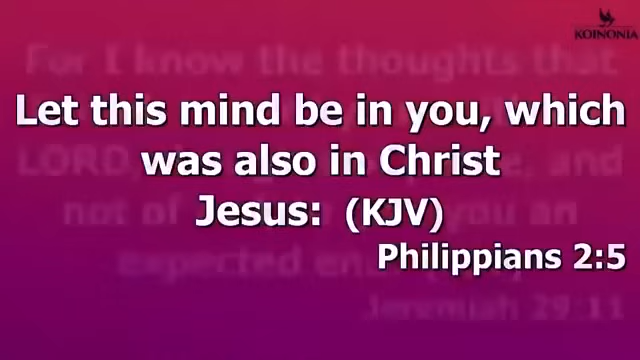 KOINONIA
For I know the thoughts that
Let this mind be in you, which
was also in Christ
LORD, and
Jesus: (KJV)
not of you an
Philippians 2:5
expected en
Jeremiah 29:11